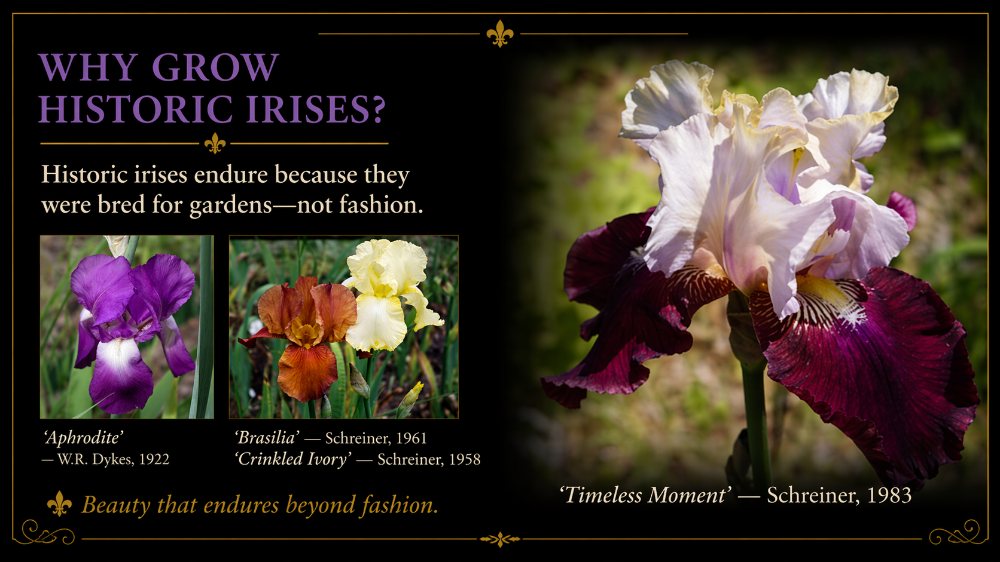 WHY GROW
HISTORIC IRISES?
Historic irises endure because they
were bred for gardens—not fashion.
‘Aphrodite’
— W.R. Dykes, 1922
‘Brasilia’ — Schreiner, 1961
‘Crinkled Ivory’ — Schreiner, 1958
Beauty that endures beyond fashion.
‘Timeless Moment’ — Schreiner, 1983